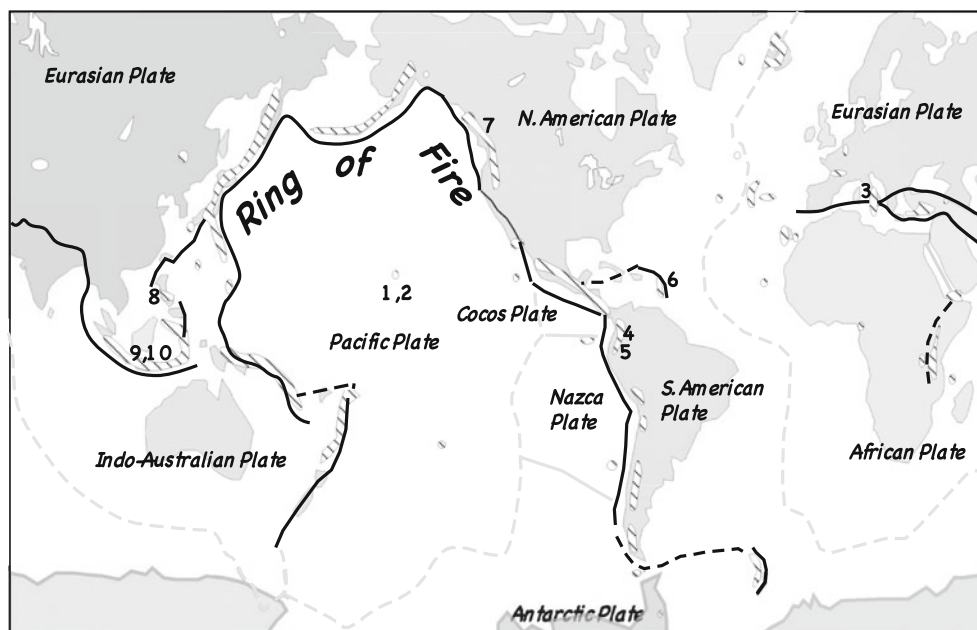 Eurasian Plate
N. American Plate
Eurasian Plate
7
Ring of Fire
3
8
1,2
6
Cocos Plate
9,10
Pacific Plate
4
5
Nazca
Plate
S. American
Plate
Indo-Australian Plate
African Plate
Antarctic Plate